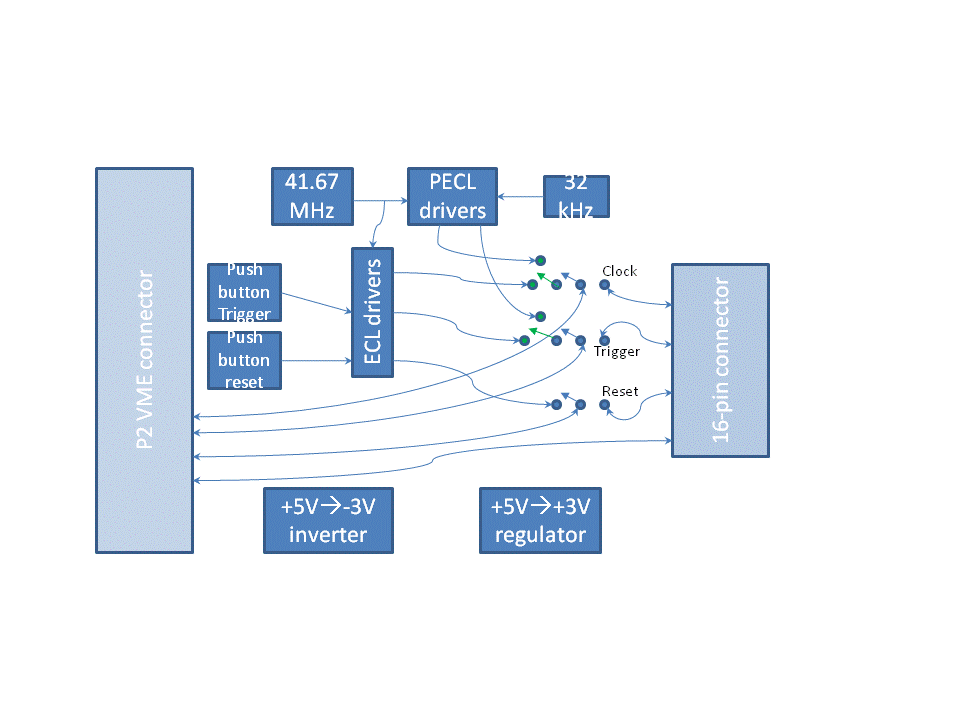 41.67
MHz
PECL
drivers
32
kHz
Push
button
Trigger
Push
button
reset
ECL drivers
P2 VME connector
Clock
Trigger
Reset
16-pin connector
+5V→-3V
inverter
+5V→+3V
regulator